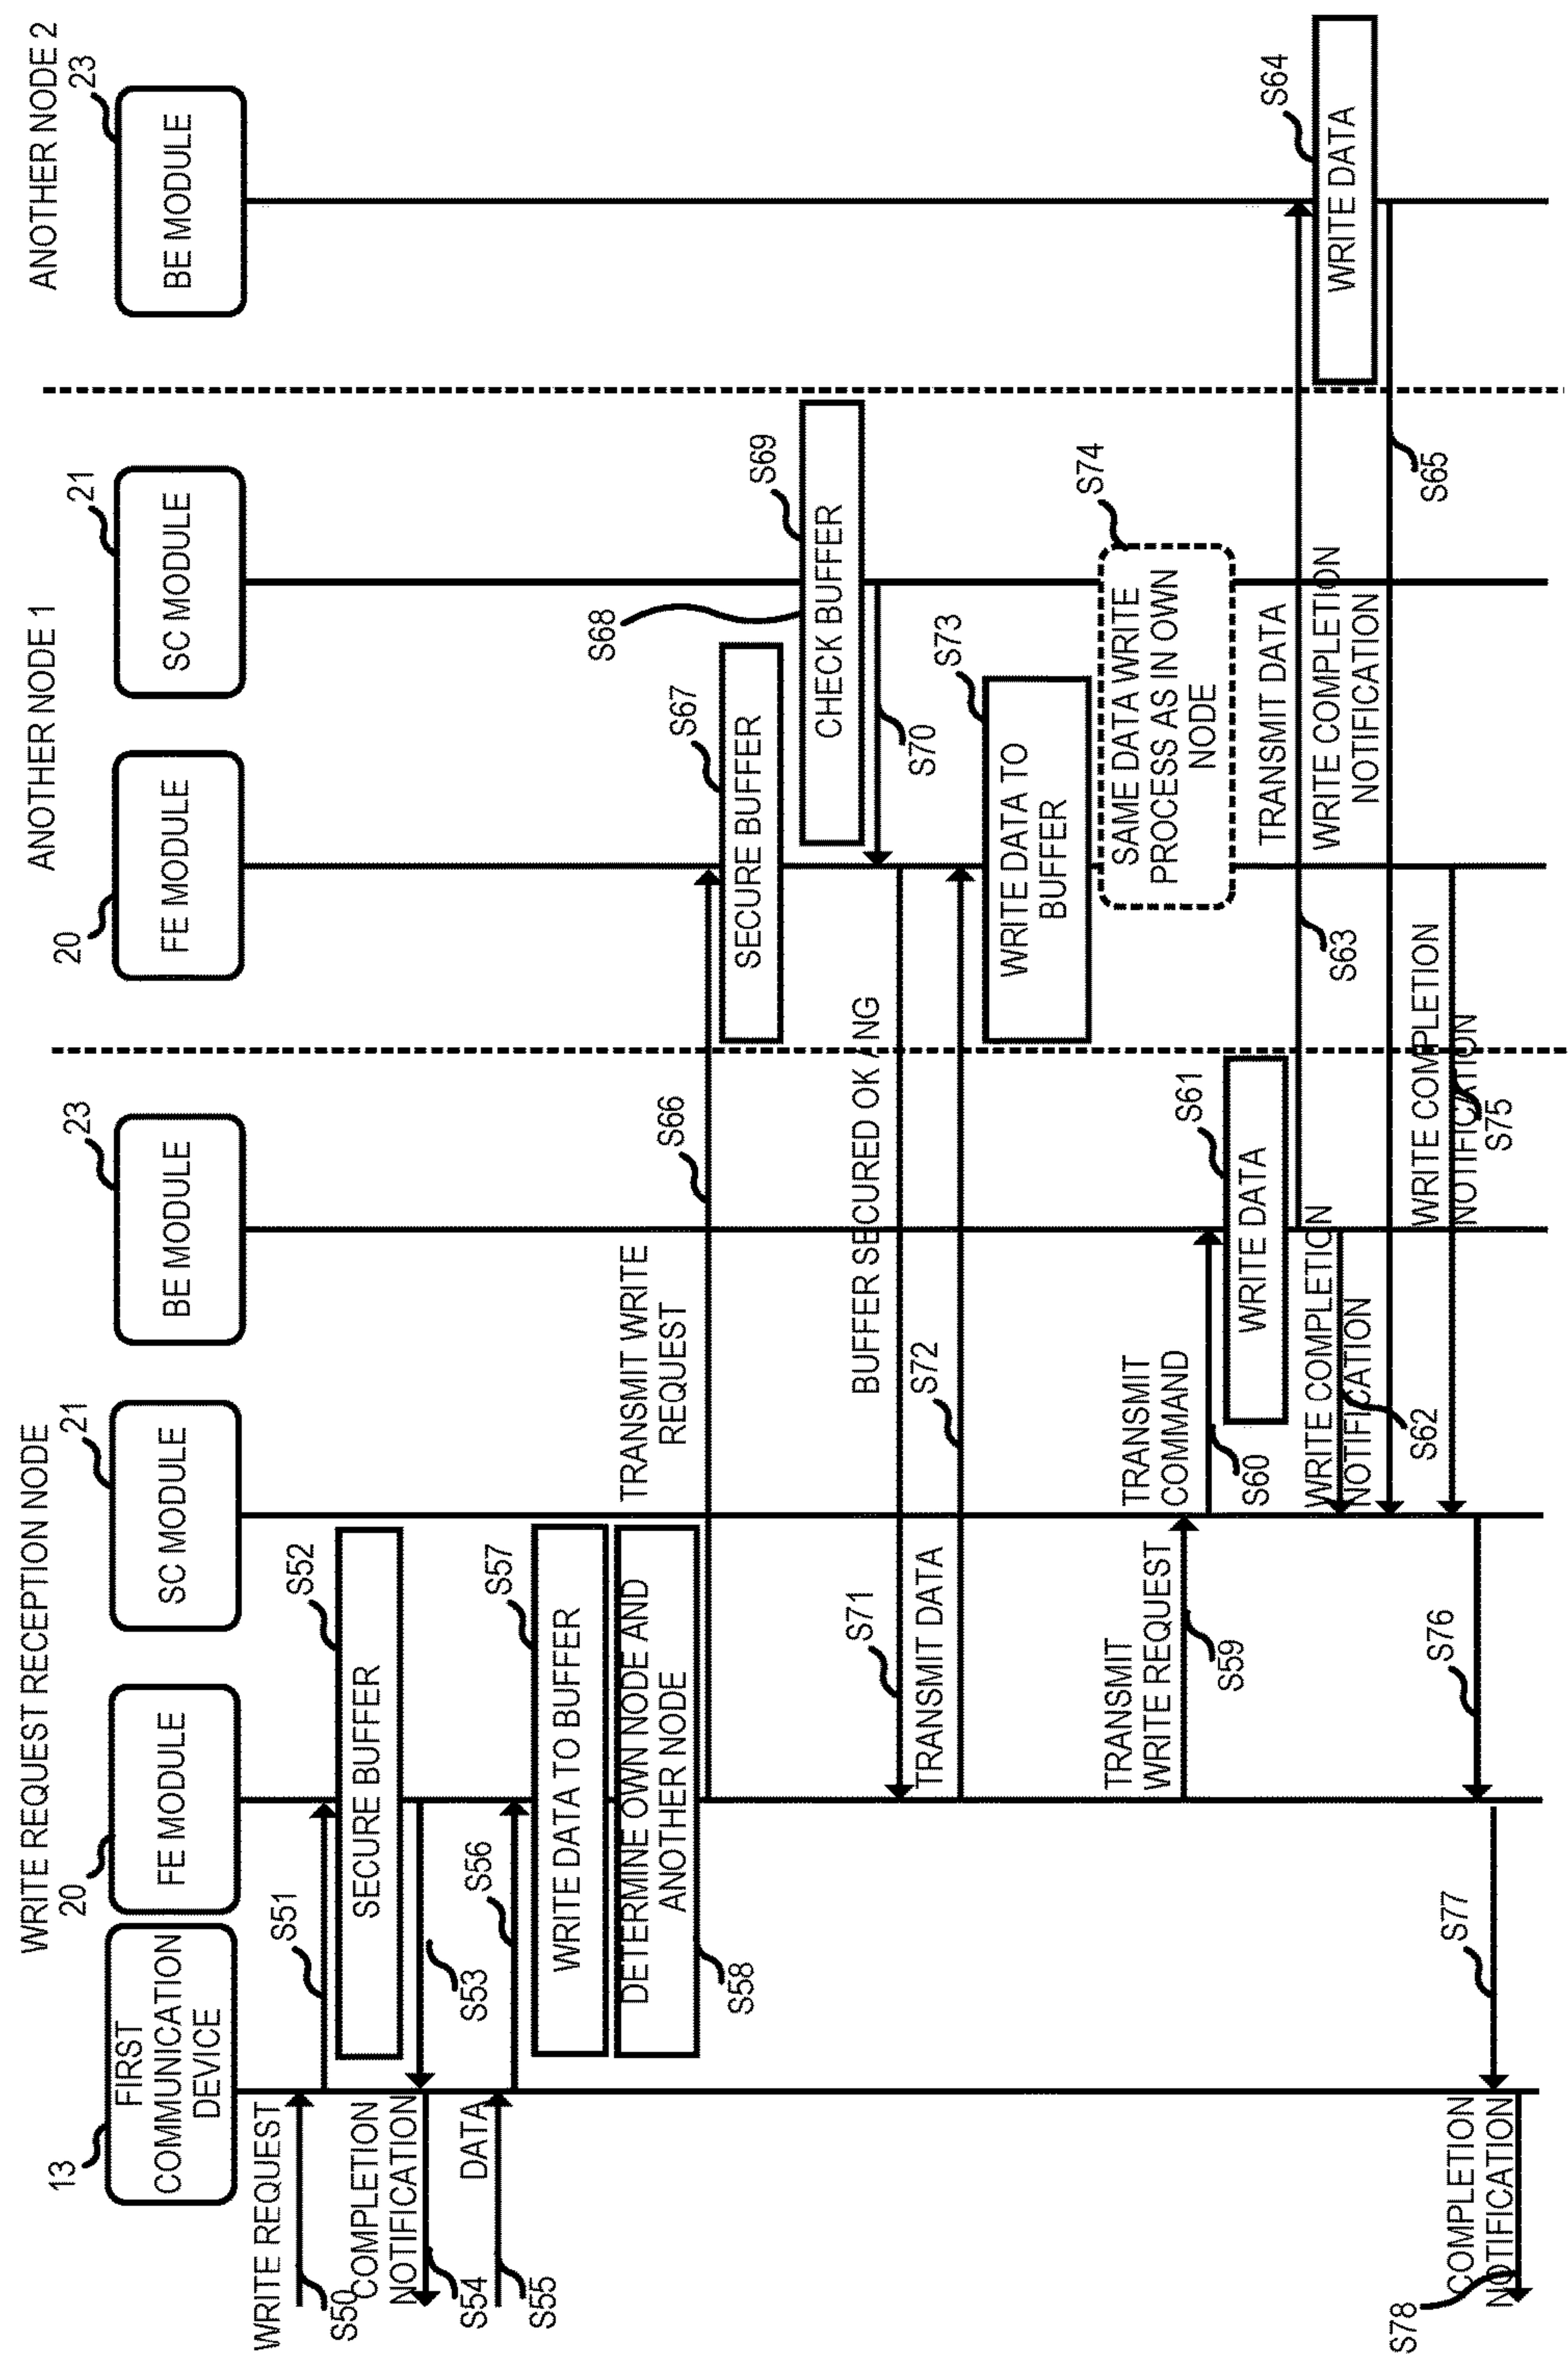 WRITE REQUEST RECEPTION NODE
ANOTHER NODE 1
ANOTHER NODE 2
13
20
21
23
20
21
23
FIRST
COMMUNICATION
DEVICE
FE MODULE
SC MODULE
BE MODULE
FE MODULE
SC MODULE
BE MODULE
WRITE REQUEST
S50
S51
S52
SECURE BUFFER
S53
COMPLETION
NOTIFICATION
S54
DATA
S55
S56
S57
WRITE DATA TO BUFFER
DETERMINE OWN NODE AND
ANOTHER NODE
S58
TRANSMIT WRITE
REQUEST
S66
S67
SECURE BUFFER
S68
S69
CHECK BUFFER
S70
BUFFER SECURED OK / NG
S71
TRANSMIT DATA
S72
S73
WRITE DATA TO
BUFFER
S74
SAME DATA WRITE
PROCESS AS IN OWN
NODE
TRANSMIT
WRITE REQUEST
S59
TRANSMIT
COMMAND
S60
S61
WRITE DATA
TRANSMIT DATA
S63
S64
WRITE DATA
WRITE COMPLETION
NOTIFICATION
S62
WRITE COMPLETION
NOTIFICATION
S65
WRITE COMPLETION
NOTIFICATION
S75
S76
S77
COMPLETION
NOTIFICATION
S78